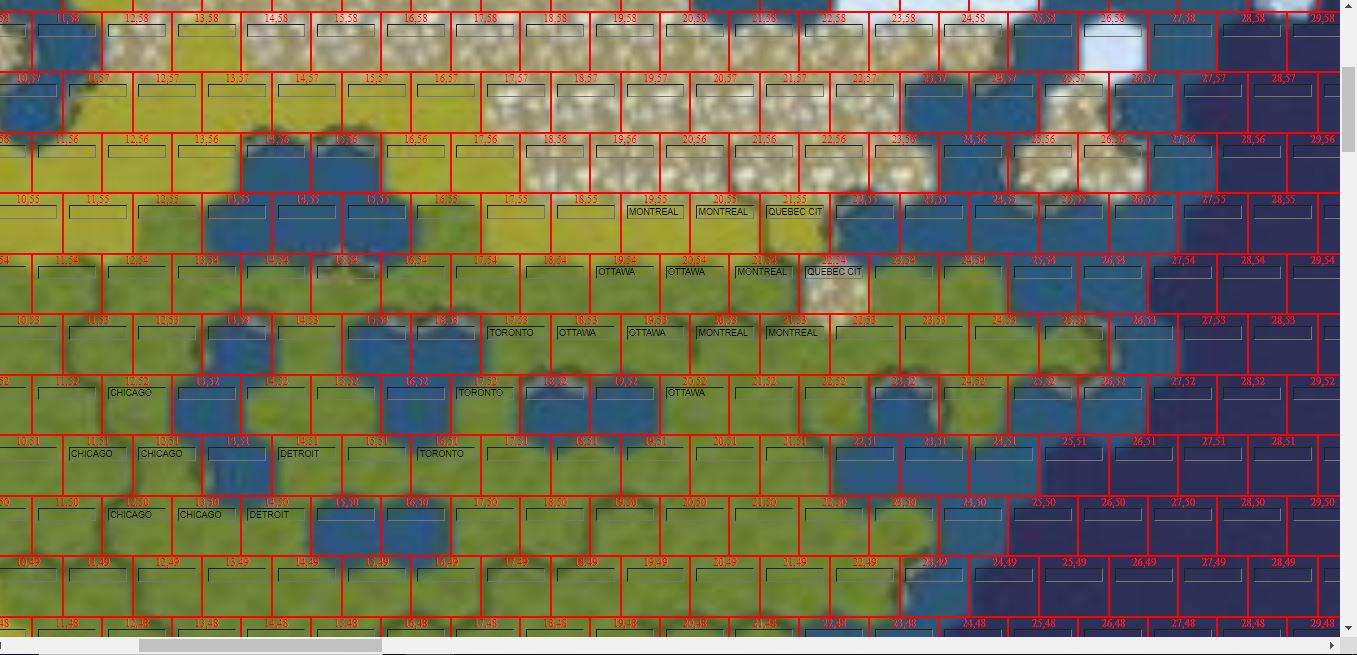 11,58 12,58 13,58 14,58 15,58 16,58 17,58 18,58 19,58 20,58 21,58 22,58 23,58 24,58 25,58 26,58 27,58 28,58 29,58
10,57 11,57 12,57 13,57 14,57 15,57 16,57 17,57 18,57 19,57 20,57 21,57 22,57 23,57 24,57 25,57 26,57 27,57 28,57
11,56 12,56 13,56 14,56 15,56 16,56 17,56 18,56 19,56 20,56 21,56 22,56 23,56 24,56 25,56 26,56 27,56 28,56 29,56
10,55 11,55 12,55 13,55 14,55 15,55 16,55 17,55 18,55 19,55 20,55 21,55 22,55 23,55 24,55 25,55 26,55 27,55 28,55
MONTREAL MONTREAL QUEBEC CIT
11,54 12,54 13,54 14,54 15,54 16,54 17,54 18,54 19,54 20,54 21,54 22,54 23,54 24,54 25,54 26,54 27,54 28,54 29,54
OTTAWA OTTAWA MONTREAL QUEBEC CIT
10,53 11,53 12,53 13,53 14,53 15,53 16,53 17,53 18,53 19,53 20,53 21,53 22,53 23,53 24,53 25,53 26,53 27,53 28,53
TORONTO OTTAWA OTTAWA MONTREAL MONTREAL
11,52 12,52 13,52 14,52 15,52 16,52 17,52 18,52 19,52 20,52 21,52 22,52 23,52 24,52 25,52 26,52 27,52 28,52 29,52
CHICAGO TORONTO OTTAWA
10,51 11,51 12,51 13,51 14,51 15,51 16,51 17,51 18,51 19,51 20,51 21,51 22,51 23,51 24,51 25,51 26,51 27,51 28,51
CHICAGO CHICAGO DETROIT TORONTO
11,50 12,50 13,50 14,50 15,50 16,50 17,50 18,50 19,50 20,50 21,50 22,50 23,50 24,50 25,50 26,50 27,50 28,50 29,50
CHICAGO CHICAGO DETROIT
10,49 11,49 12,49 13,49 14,49 15,49 16,49 17,49 18,49 19,49 20,49 21,49 22,49 23,49 24,49 25,49 26,49 27,49 28,49
11,48 12,48 13,48 14,48 15,48 16,48 17,48 18,48 19,48 20,48 21,48 22,48 23,48 24,48 25,48 26,48 27,48 28,48 29,48